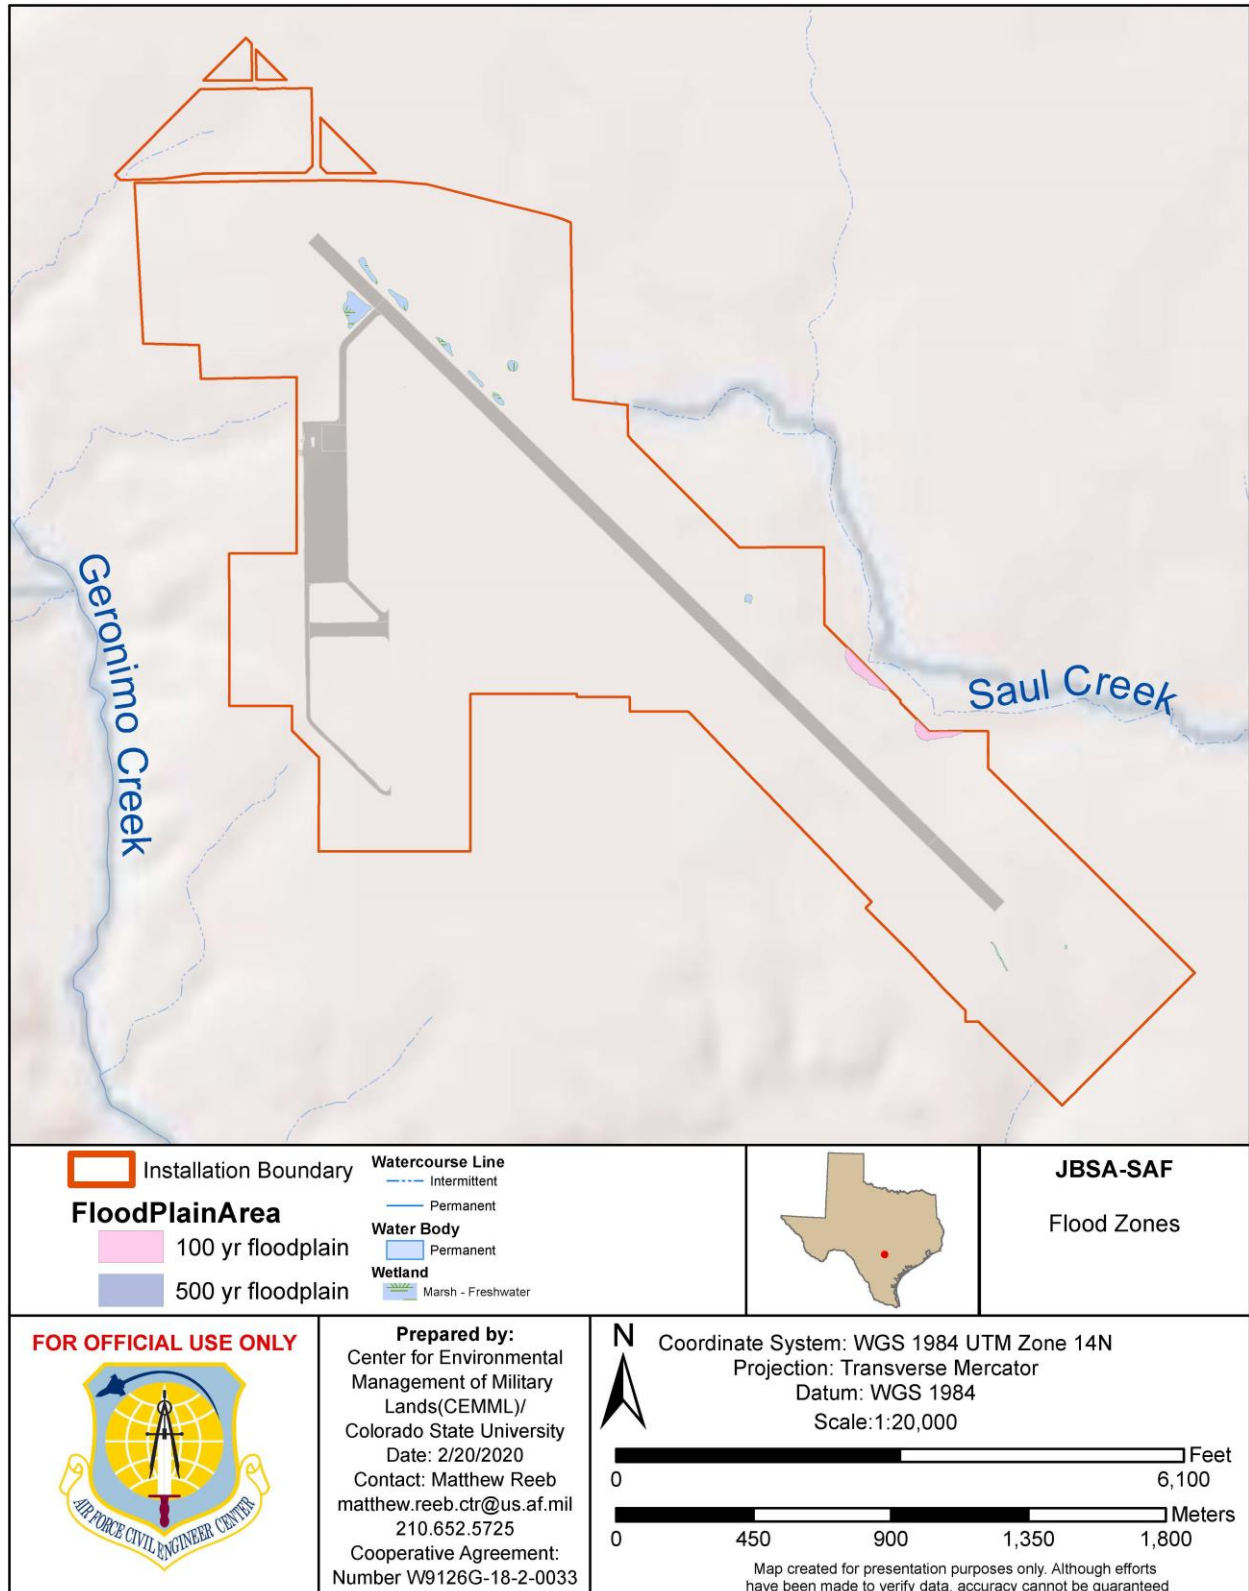 Geronimo Creek
Saul Creek
Installation Boundary
FloodPlainArea
100 yr floodplain
500 yr floodplain
Watercourse Line
Intermittent
Permanent
Water Body
Permanent
Wetland
Marsh - Freshwater
JBSA-SAF
Flood Zones
FOR OFFICIAL USE ONLY
AIR FORCE CIVIL ENGINEER CENTER
Prepared by:
Center for Environmental
Management of Military
Lands(CEMML)/
Colorado State University
Date: 2/20/2020
Contact: Matthew Reeb
matthew.reeb.ctr@us.af.mil
210.652.5725
Cooperative Agreement:
Number W9126G-18-2-0033
N
Coordinate System: WGS 1984 UTM Zone 14N
Projection: Transverse Mercator
Datum: WGS 1984
Scale:1:20,000
Feet
0 6,100
Meters
0 450 900 1,350 1,800
Map created for presentation purposes only. Although efforts
have been made to verify data, accuracy cannot be guaranteed